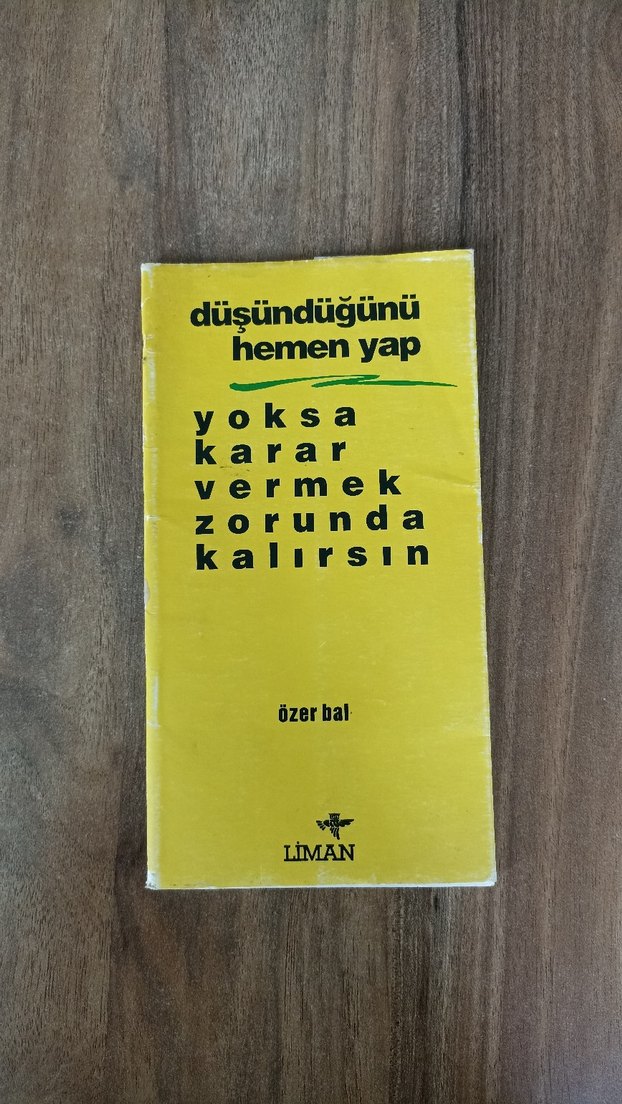 düşündüğünü
hemen yap
yoksa
karar
vermek
zorunda
kalırsın
özer bal
LİMAN